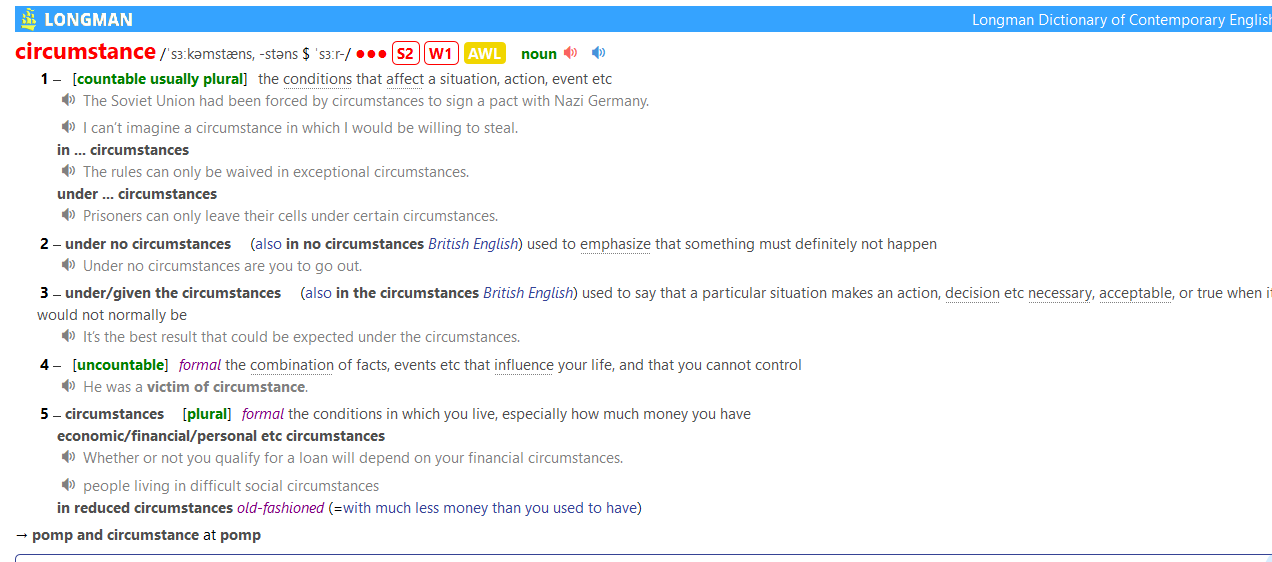 LONGMAN Longman Dictionary of Contemporary English
circumstance /ˈsɜːkəmstæns, -stəns $ ˈsɜːr-/ ●●● S2 W1 AWL noun
1 – [countable usually plural] the conditions that affect a situation, action, event etc
The Soviet Union had been forced by circumstances to sign a pact with Nazi Germany.
I can’t imagine a circumstance in which I would be willing to steal.
in ... circumstances
The rules can only be waived in exceptional circumstances.
under ... circumstances
Prisoners can only leave their cells under certain circumstances.
2 – under no circumstances (also in no circumstances British English) used to emphasize that something must definitely not happen
Under no circumstances are you to go out.
3 – under/given the circumstances (also in the circumstances British English) used to say that a particular situation makes an action, decision etc necessary, acceptable, or true when it
would not normally be
It’s the best result that could be expected under the circumstances.
4 – [uncountable] formal the combination of facts, events etc that influence your life, and that you cannot control
He was a victim of circumstance.
5 – circumstances [plural] formal the conditions in which you live, especially how much money you have
economic/financial/personal etc circumstances
Whether or not you qualify for a loan will depend on your financial circumstances.
people living in difficult social circumstances
in reduced circumstances old-fashioned (=with much less money than you used to have)
→ pomp and circumstance at pomp